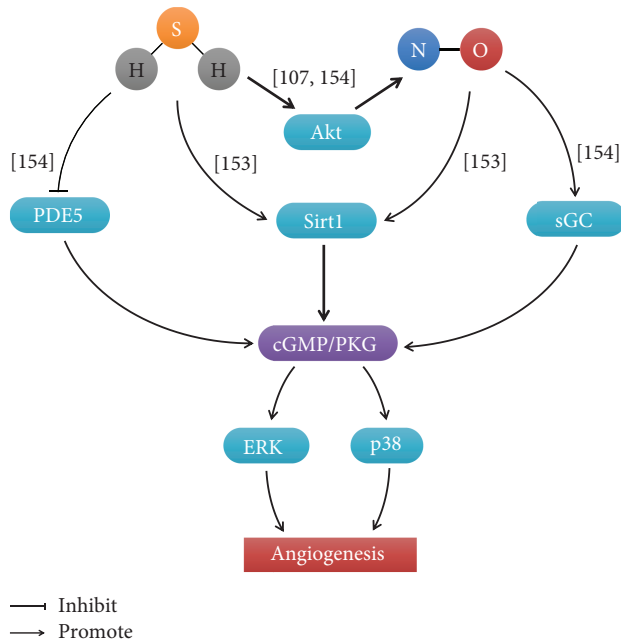 S
H
H
N
O
[107, 154]
Akt
[154]
[153]
[153]
[154]
PDE5
Sirt1
sGC
cGMP/PKG
ERK
p38
Angiogenesis
Inhibit
Promote